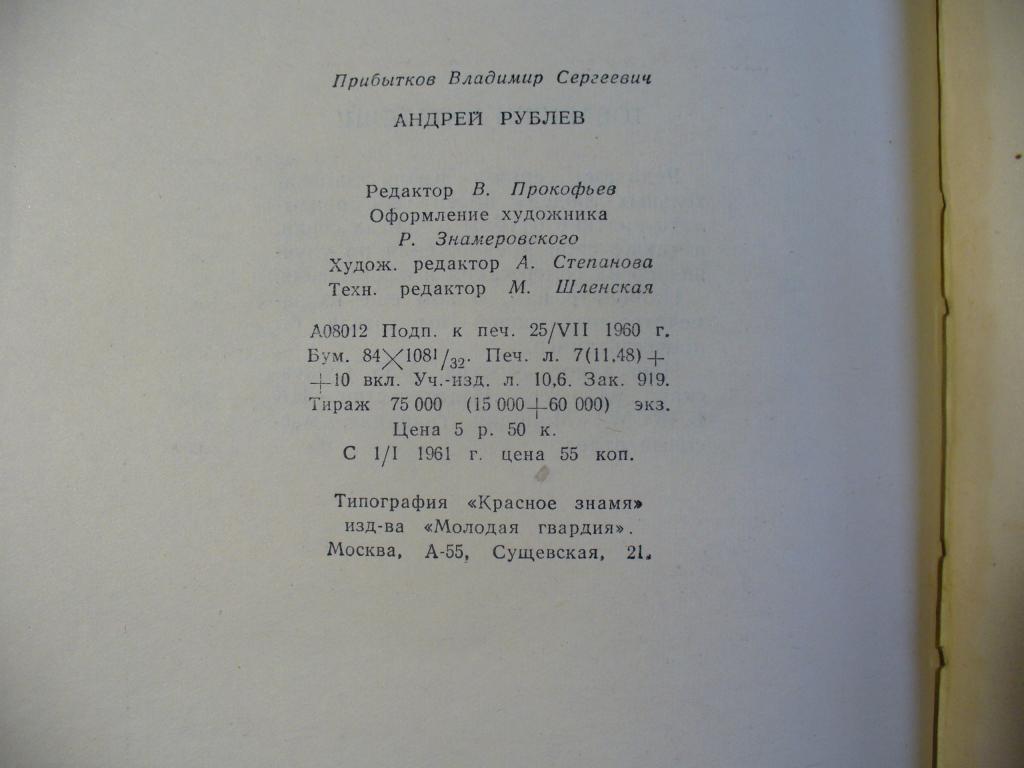 Прибытков Владимир Сергеевич
АНДРЕЙ РУБЛЕВ
Редактор В. Прокофьев
Оформление художника
Р. Знамеровского
Худож. редактор А. Степанова
Техн. редактор М. Шленская
А08012 Подп. к печ. 25/VII 1960 г.
Бум. 84×1081/32. Печ. л. 7(11,48)+
+10 вкл. Уч.-изд. л. 10,6. Зак. 919.
Тираж 75 000 (15 000+60 000) экз.
Цена 5 р. 50 к.
С 1/I 1961 г. цена 55 коп.
Типография «Красное знамя»
изд-ва «Молодая гвардия».
Москва, А-55, Сущевская, 21.